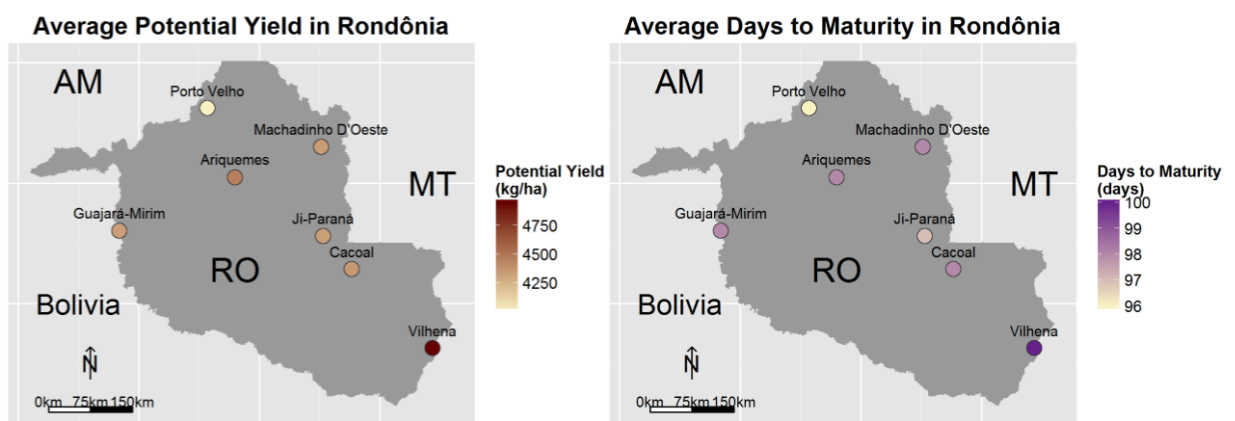 Average Potential Yield in Rondônia
AM
Porto Velho
Machadinho D'Oeste
Ariquemes
MT
Guajará-Mirim
Ji-Paraná
Cacoal
RO
Bolivia
Vilhena
N
0km 75km 150km
Potential Yield
(kg/ha)
4750
4500
4250
Average Days to Maturity in Rondônia
AM
Porto Velho
Machadinho D'Oeste
Ariquemes
MT
Guajará-Mirim
Ji-Paraná
Cacoal
RO
Bolivia
Vilhena
N
0km 75km 150km
Days to Maturity
(days)
100
99
98
97
96